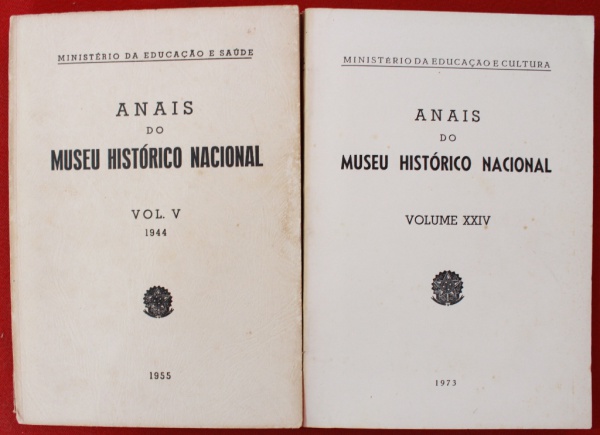 MINISTÉRIO DA EDUCAÇÃO E SAÚDE
ANAIS
DO
MUSEU HISTÓRICO NACIONAL
VOL. V
1944
1955
MINISTÉRIO DA EDUCAÇÃO E CULTURA
ANAIS
DO
MUSEU HISTÓRICO NACIONAL
VOLUME XXIV
1973